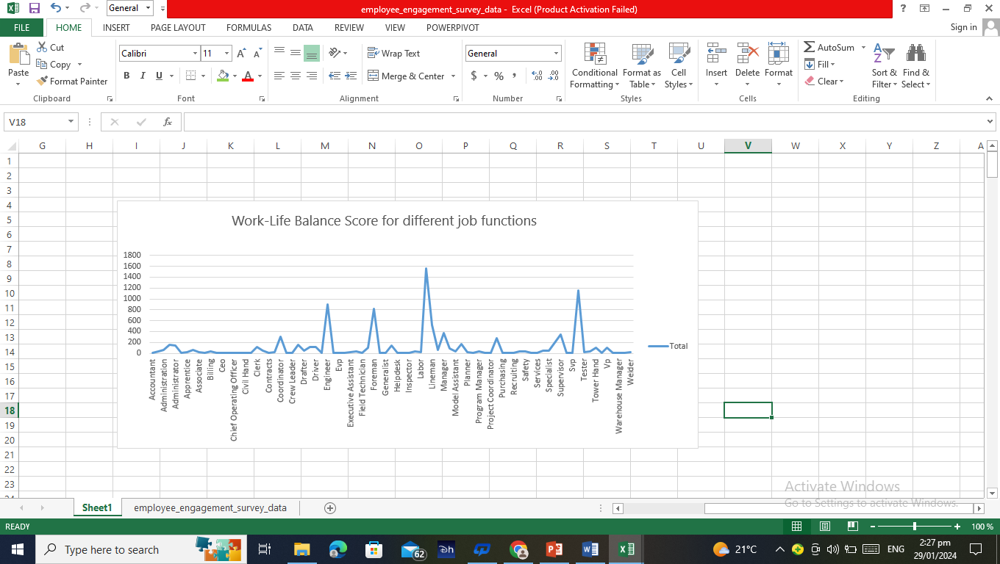 General
employee_engagement_survey_data - Excel (Product Activation Failed)
?
FILE HOME INSERT PAGE LAYOUT FORMULAS DATA REVIEW VIEW POWERPIVOT Sign in
Paste
Cut
Copy
Format Painter
Clipboard
Calibri 11 A A
B I U A
Font
Wrap Text
Merge & Center
Alignment
General
$ % , .00 .0 .00
Number
Conditional Formatting
Format as Table
Cell Styles
Styles
Insert Delete Format
Cells
AutoSum
Fill
Clear
Sort & Filter
Find & Select
Editing
V18 fx
G H I J K L M N O P Q R S T U V W X Y Z A
1
2
3
4
5
6
7
8
9
10
11
12
13
14
15
16
17
18
19
20
21
22
23
24
Work-Life Balance Score for different job functions
1800
1600
1400
1200
1000
800
600
400
200
0
Accountant
Administration
Administrator
Apprentice
Associate
Billing
Ceo
Chief Operating Officer
Civil Hand
Clerk
Contracts
Coordinator
Crew Leader
Drafter
Driver
Engineer
Evp
Executive Assistant
Field Technician
Foreman
Generalist
Helpdesk
Inspector
Labor
Lineman
Manager
Model Assistant
Planner
Program Manager
Project Coordinator
Purchasing
Recruiting
Safety
Services
Specialist
Supervisor
Svp
Tester
Tower Hand
Vp
Warehouse Manager
Welder
Total
Activate Windows
Go to Settings to activate Windows.
Sheet1 employee_engagement_survey_data
READY 100 %
Type here to search 62 21°C ENG 2:27 pm
29/01/2024